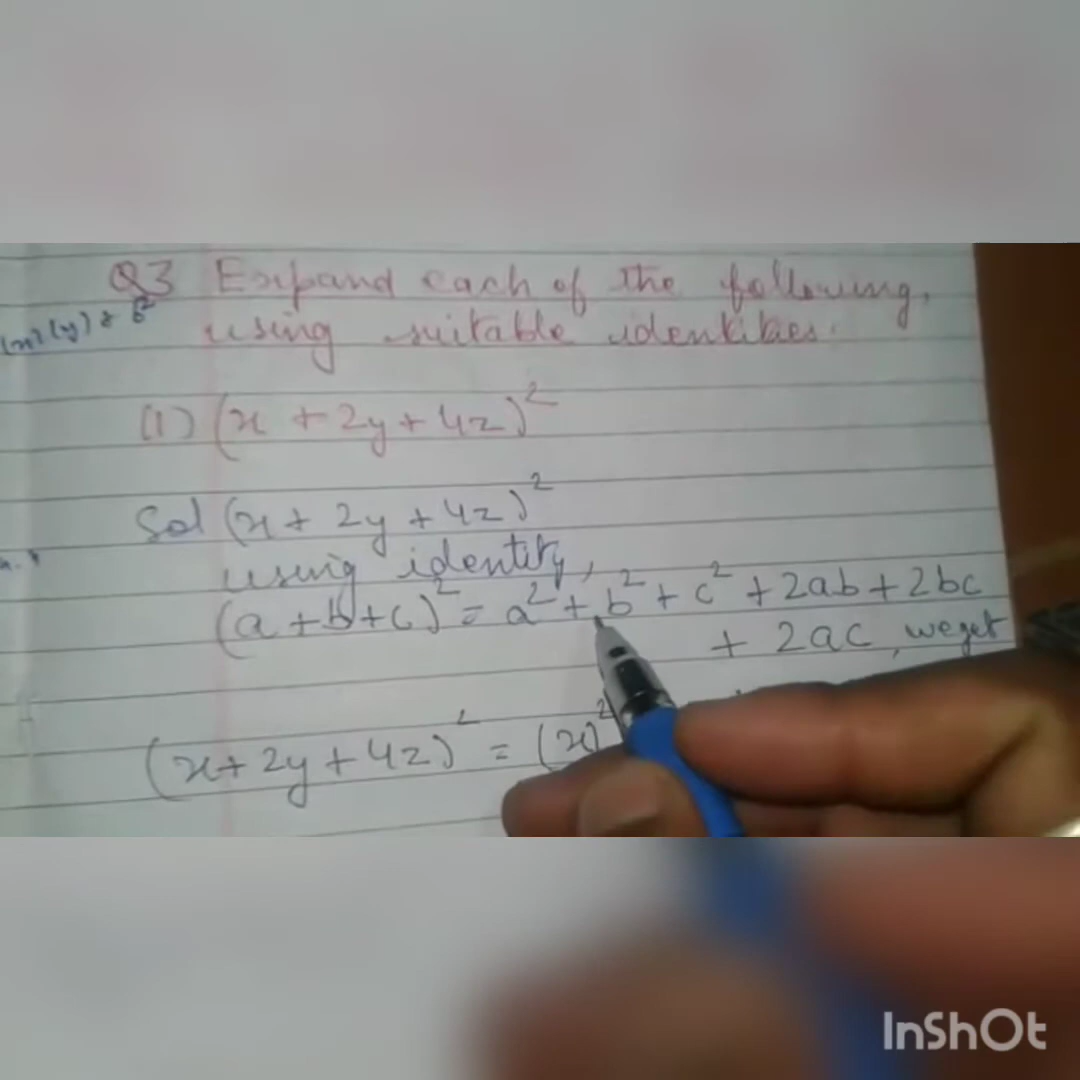 Q3 Expand each of the following,
using suitable identities.
(x)(y) +
(1) (x + 2y + 4z)²
Sol (x + 2y + 4z)²
using identity,
(a + b + c)² = a² + b² + c² + 2ab + 2bc
+ 2ac, we get
(x + 2y + 4z)² = (x)²
InShOt